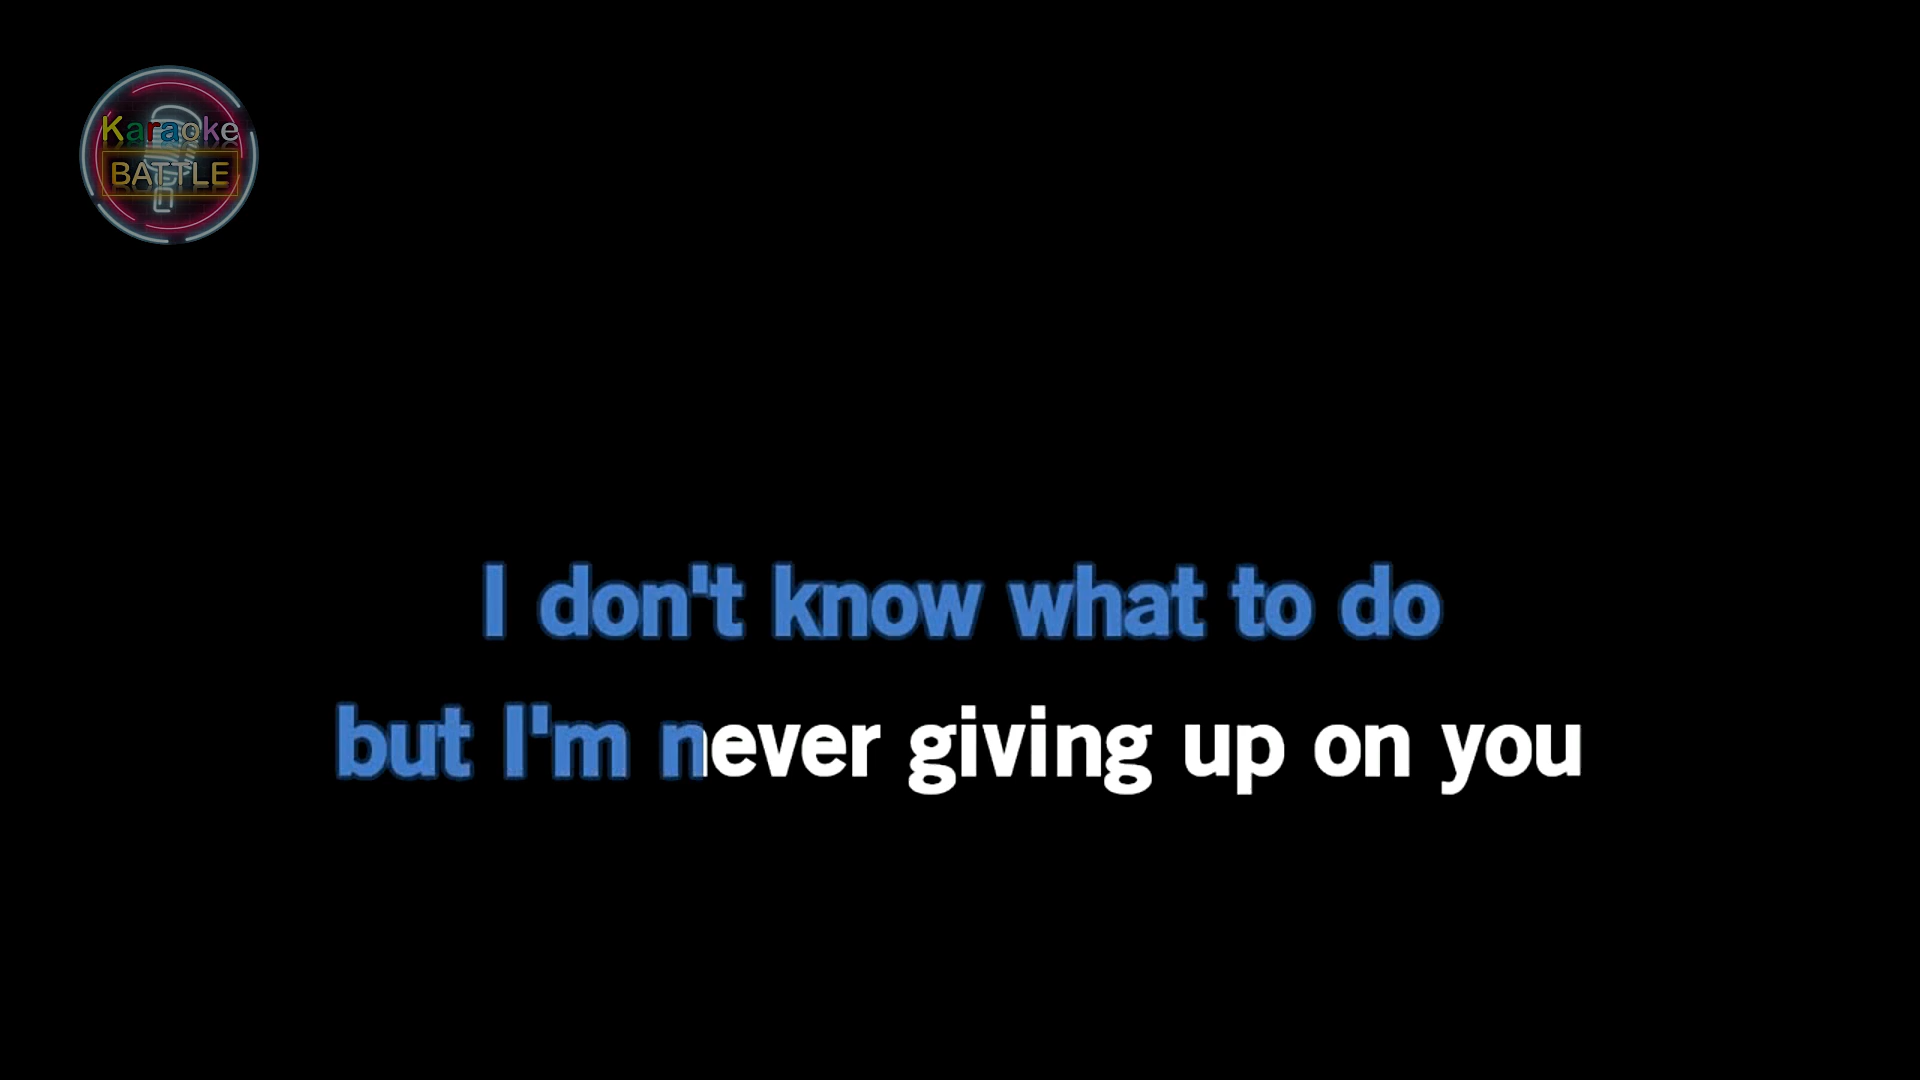 Karaoke
BATTLE
I don't know what to do
but I'm never giving up on you